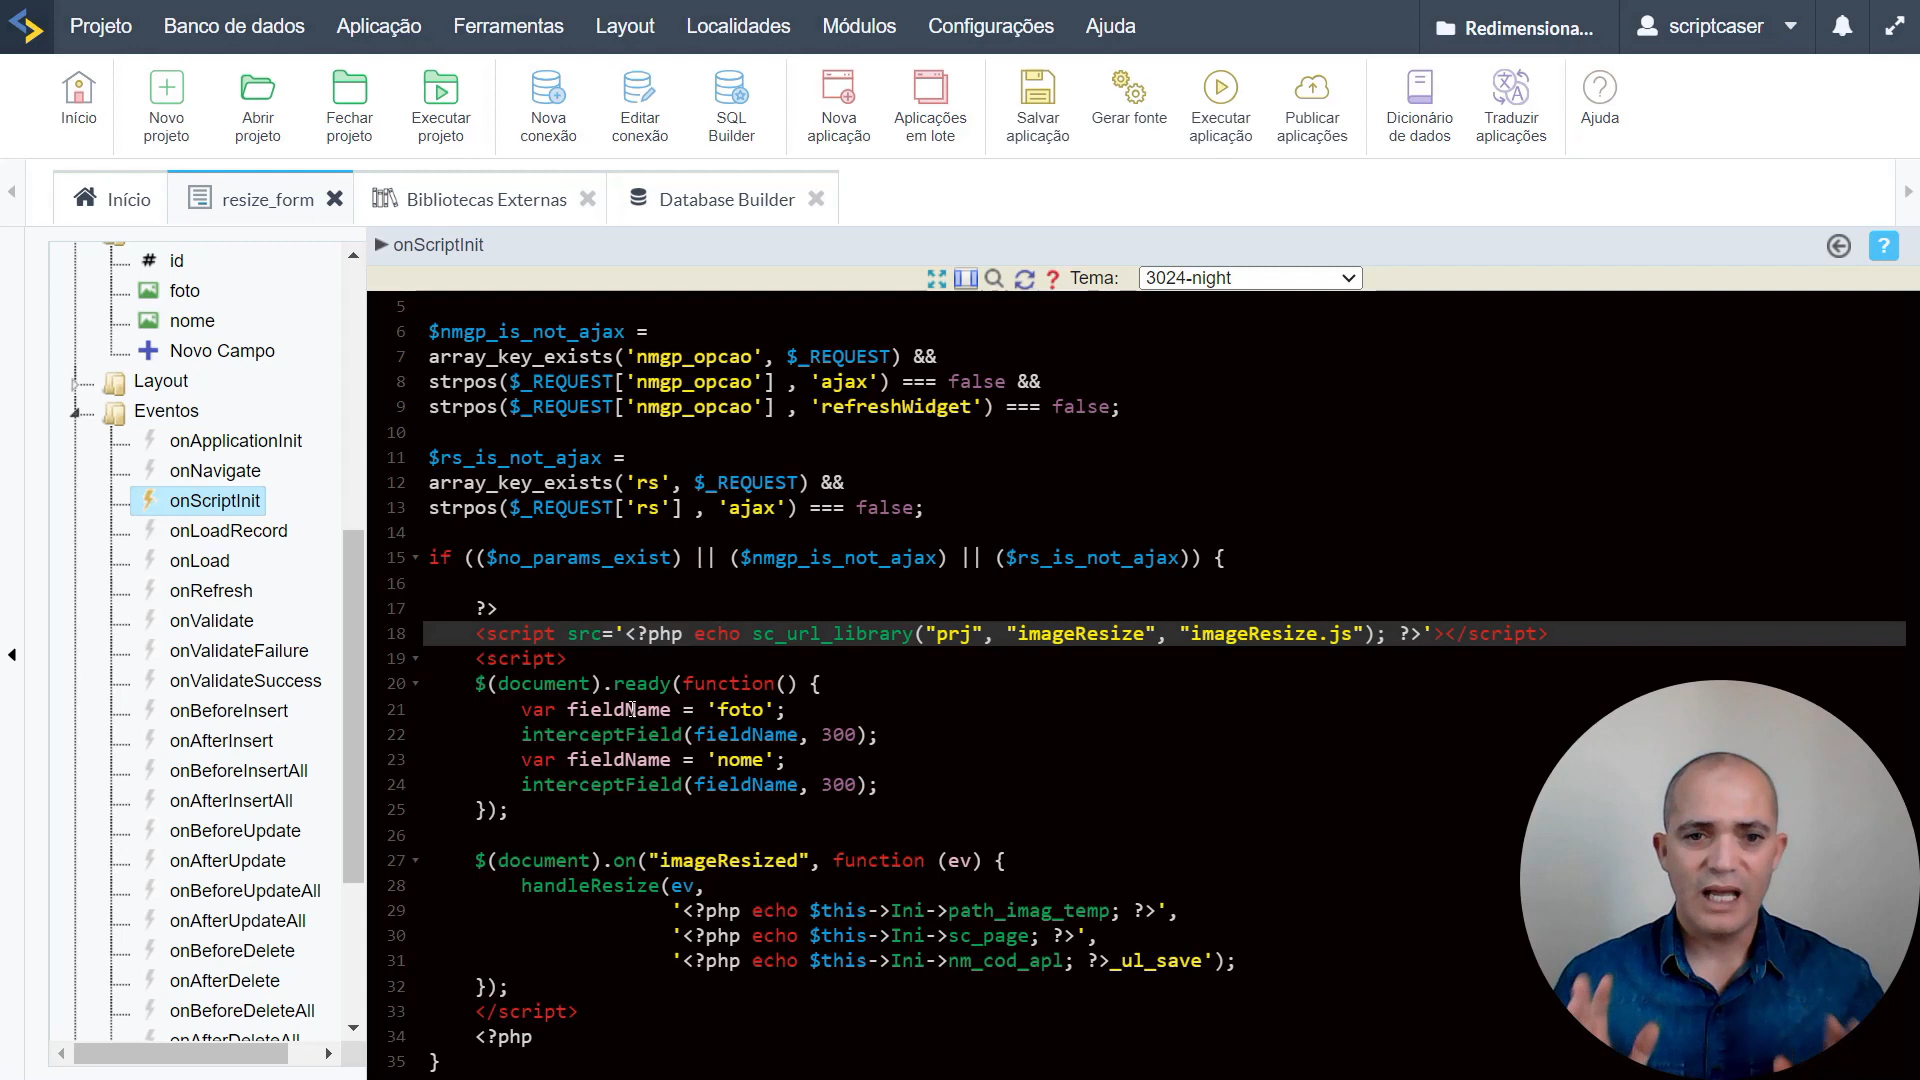 Projeto Banco de dados Aplicação Ferramentas Layout Localidades Módulos Configurações Ajuda Redimensiona... scriptcaser
Início
Novo projeto
Abrir projeto
Fechar projeto
Executar projeto
Nova conexão
Editar conexão
SQL Builder
Nova aplicação
Aplicações em lote
Salvar aplicação
Gerar fonte
Executar aplicação
Publicar aplicações
Dicionário de dados
Traduzir aplicações
Ajuda
Início resize_form Bibliotecas Externas Database Builder
id
foto
nome
Novo Campo
Layout
Eventos
onApplicationInit
onNavigate
onScriptInit
onLoadRecord
onLoad
onRefresh
onValidate
onValidateFailure
onValidateSuccess
onBeforeInsert
onAfterInsert
onBeforeInsertAll
onAfterInsertAll
onBeforeUpdate
onAfterUpdate
onBeforeUpdateAll
onAfterUpdateAll
onBeforeDelete
onAfterDelete
onBeforeDeleteAll
onAfterDeleteAll
onScriptInit
?
? Tema: 3024-night
5
6 $nmgp_is_not_ajax =
7 array_key_exists('nmgp_opcao', $_REQUEST) &&
8 strpos($_REQUEST['nmgp_opcao'] , 'ajax') === false &&
9 strpos($_REQUEST['nmgp_opcao'] , 'refreshWidget') === false;
10
11 $rs_is_not_ajax =
12 array_key_exists('rs', $_REQUEST) &&
13 strpos($_REQUEST['rs'] , 'ajax') === false;
14
15 if (($no_params_exist) || ($nmgp_is_not_ajax) || ($rs_is_not_ajax)) {
16
17 ?>
18 <script src='<?php echo sc_url_library("prj", "imageResize", "imageResize.js"); ?>'></script>
19 <script>
20 $(document).ready(function() {
21 var fieldName = 'foto';
22 interceptField(fieldName, 300);
23 var fieldName = 'nome';
24 interceptField(fieldName, 300);
25 });
26
27 $(document).on("imageResized", function (ev) {
28 handleResize(ev,
29 '<?php echo $this->Ini->path_imag_temp; ?>',
30 '<?php echo $this->Ini->sc_page; ?>',
31 '<?php echo $this->Ini->nm_cod_apl; ?>_ul_save');
32 });
33 </script>
34 <?php
35 }